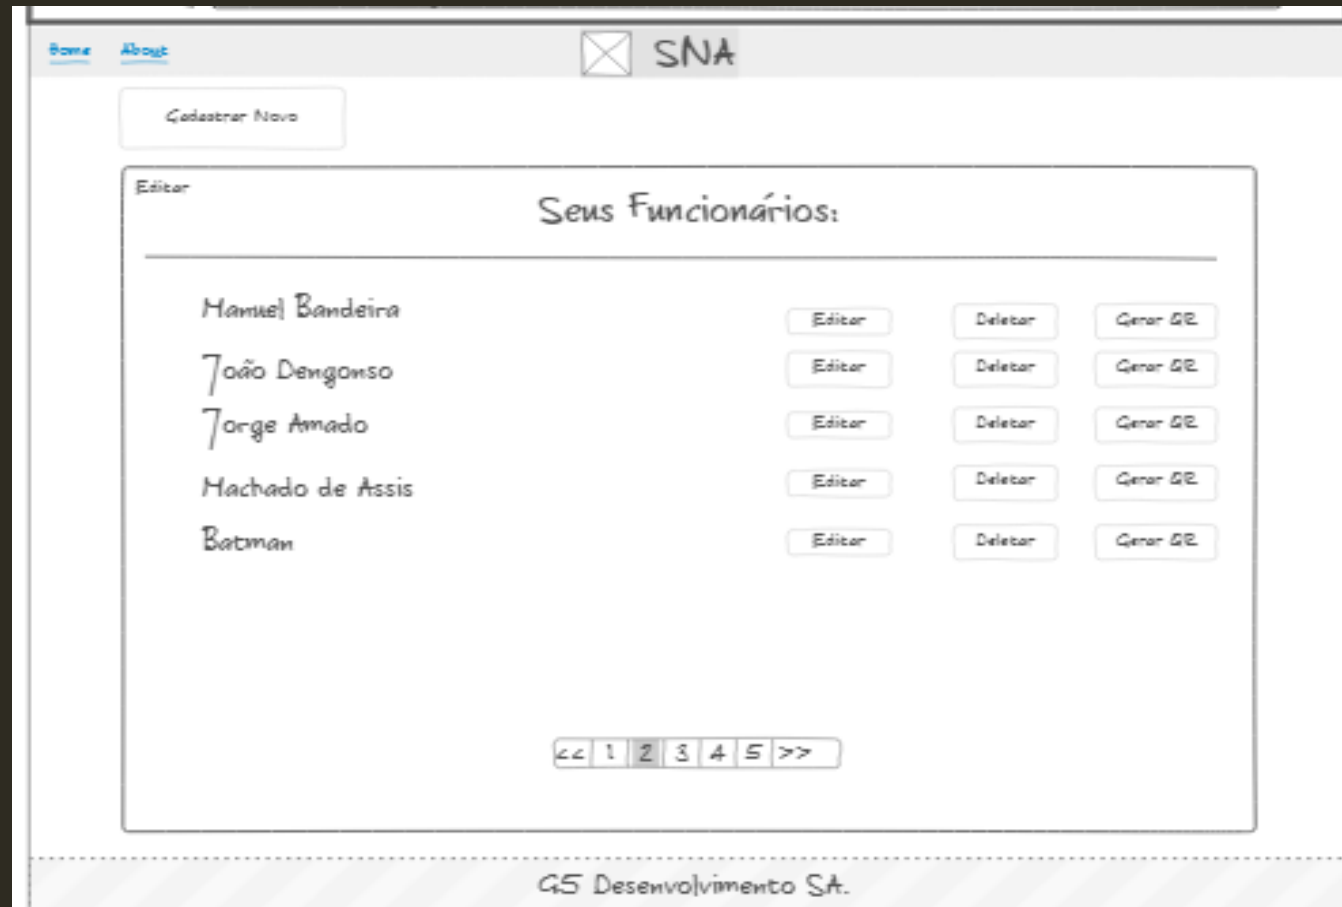 Home About SNA
Cadastrar Novo
Editar
Seus Funcionários:
Manuel Bandeira Editar Deletar Gerar QR
João Dengonso Editar Deletar Gerar QR
Jorge Amado Editar Deletar Gerar QR
Machado de Assis Editar Deletar Gerar QR
Batman Editar Deletar Gerar QR
<< 1 2 3 4 5 >>
G5 Desenvolvimento SA.